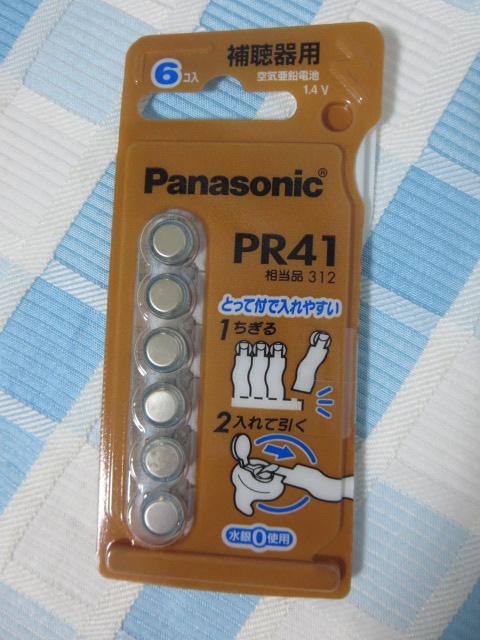 補聴器用
6コ入
空気亜鉛電池
1.4 V
Panasonic®
PR41
相当品 312
とって付で入れやすい
1 ちぎる
2 入れて引く
水銀0使用